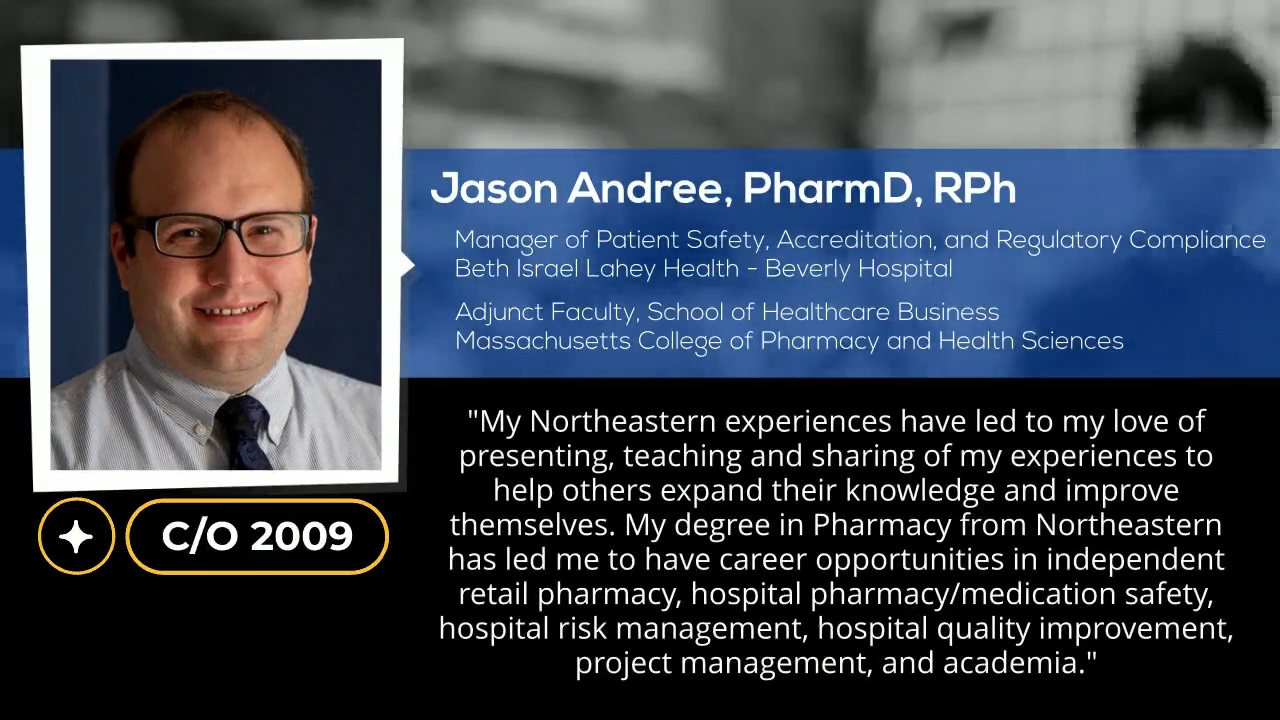 Jason Andree, PharmD, RPh
Manager of Patient Safety, Accreditation, and Regulatory Compliance
Beth Israel Lahey Health - Beverly Hospital
Adjunct Faculty, School of Healthcare Business
Massachusetts College of Pharmacy and Health Sciences
C/O 2009
"My Northeastern experiences have led to my love of
presenting, teaching and sharing of my experiences to
help others expand their knowledge and improve
themselves. My degree in Pharmacy from Northeastern
has led me to have career opportunities in independent
retail pharmacy, hospital pharmacy/medication safety,
hospital risk management, hospital quality improvement,
project management, and academia."